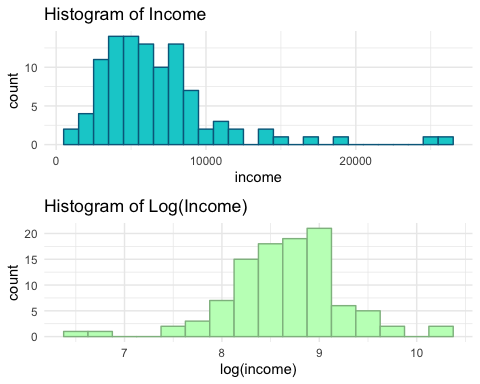 Histogram of Income
count
10
5
0
0 10000 20000
income
Histogram of Log(Income)
count
20
15
10
5
0
7 8 9 10
log(income)